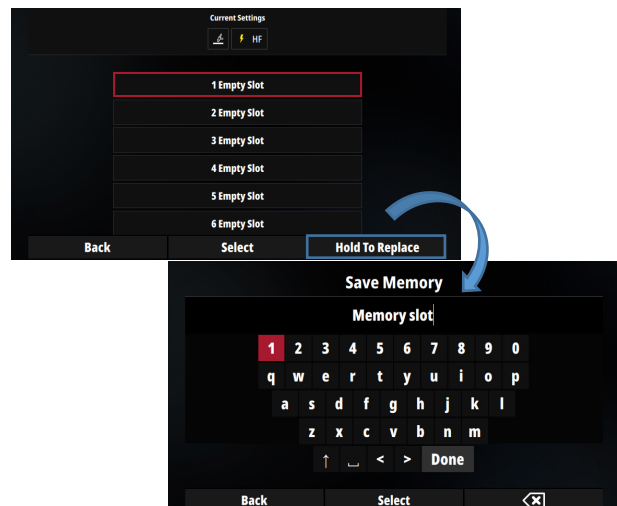 Current Settings
HF
1 Empty Slot
2 Empty Slot
3 Empty Slot
4 Empty Slot
5 Empty Slot
6 Empty Slot
Back Select Hold To Replace
Save Memory
Memory slot
1 2 3 4 5 6 7 8 9 0
q w e r t y u i o p
a s d f g h j k l
z x c v b n m
↑ ⎵ < > Done
Back Select